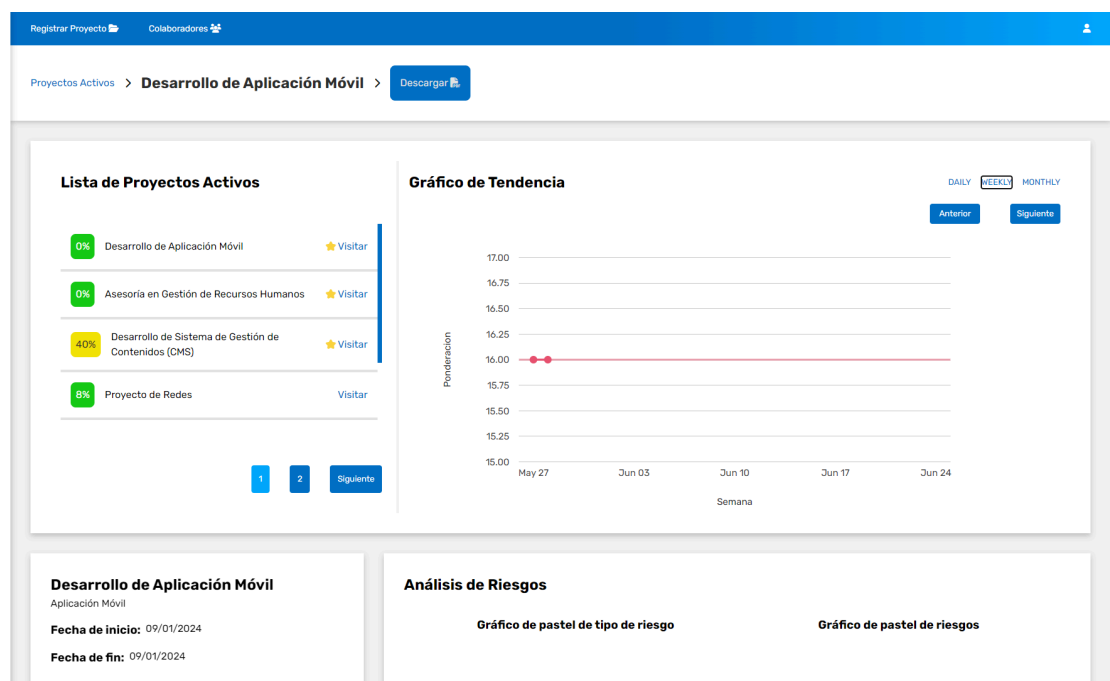 Registrar Proyecto
Colaboradores
Proyectos Activos > Desarrollo de Aplicación Móvil >
Descargar
Lista de Proyectos Activos
0% Desarrollo de Aplicación Móvil Visitar
0% Asesoría en Gestión de Recursos Humanos Visitar
40% Desarrollo de Sistema de Gestión de
Contenidos (CMS) Visitar
8% Proyecto de Redes Visitar
1 2 Siguiente
Gráfico de Tendencia
DAILY WEEKLY MONTHLY
Anterior Siguiente
Ponderacion
17.00
16.75
16.50
16.25
16.00
15.75
15.50
15.25
15.00
May 27 Jun 03 Jun 10 Jun 17 Jun 24
Semana
Desarrollo de Aplicación Móvil
Aplicación Móvil
Fecha de inicio: 09/01/2024
Fecha de fin: 09/01/2024
Análisis de Riesgos
Gráfico de pastel de tipo de riesgo
Gráfico de pastel de riesgos